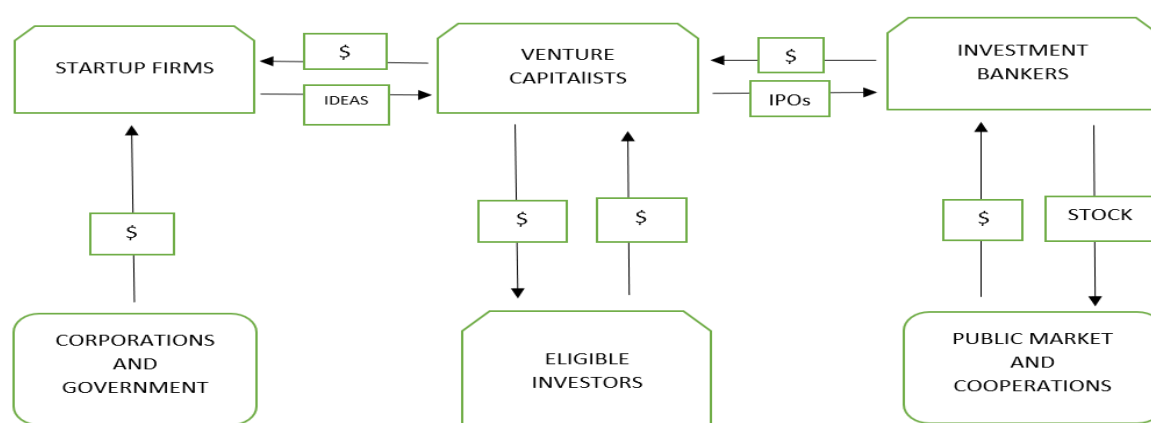 STARTUP FIRMS
$
IDEAS
VENTURE
CAPITAlISTS
$
IPOs
INVESTMENT
BANKERS
$
$
$
$
STOCK
CORPORATIONS
AND
GOVERNMENT
ELIGIBLE
INVESTORS
PUBLIC MARKET
AND
COOPERATIONS